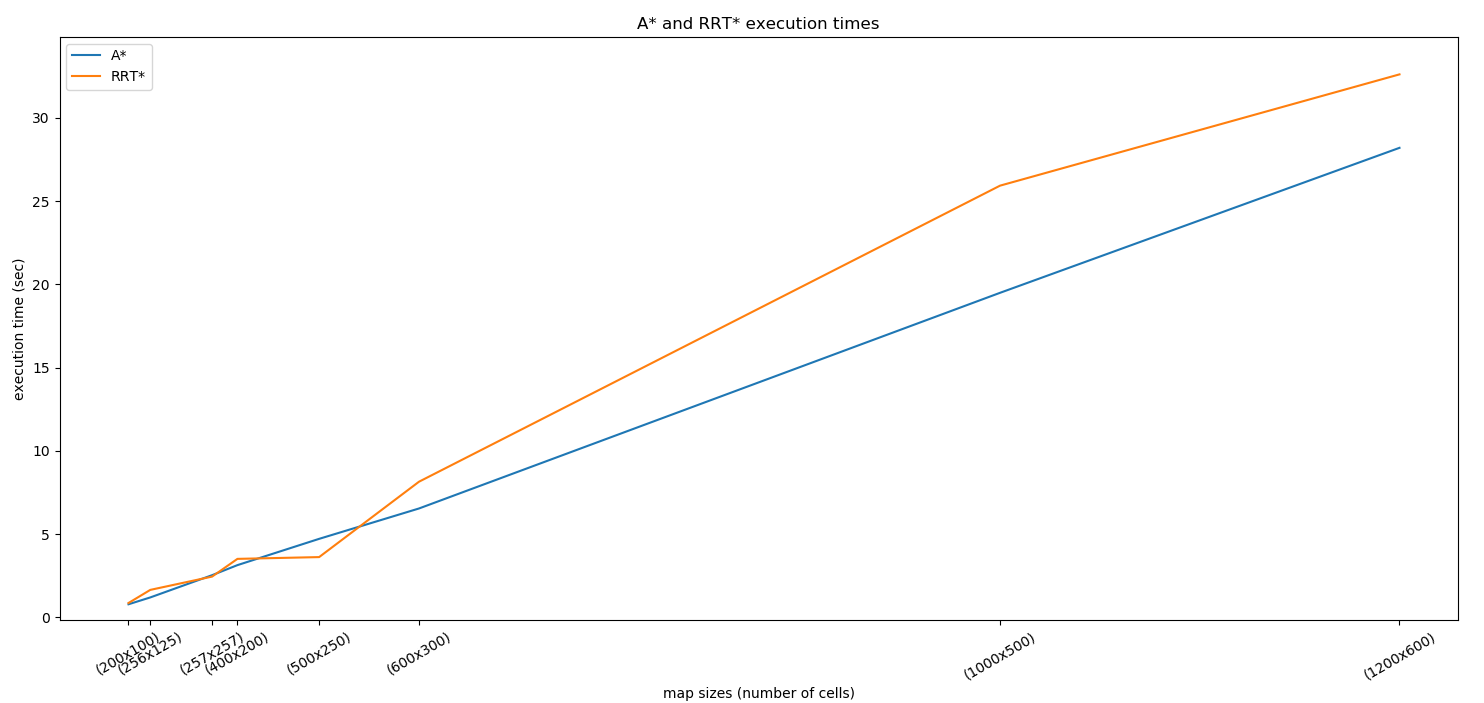 A* and RRT* execution times
A*
RRT*
30
25
20
15
10
5
0
execution time (sec)
(200x100)
(256x125)
(257x257)
(400x200)
(500x250)
(600x300)
(1000x500)
(1200x600)
map sizes (number of cells)